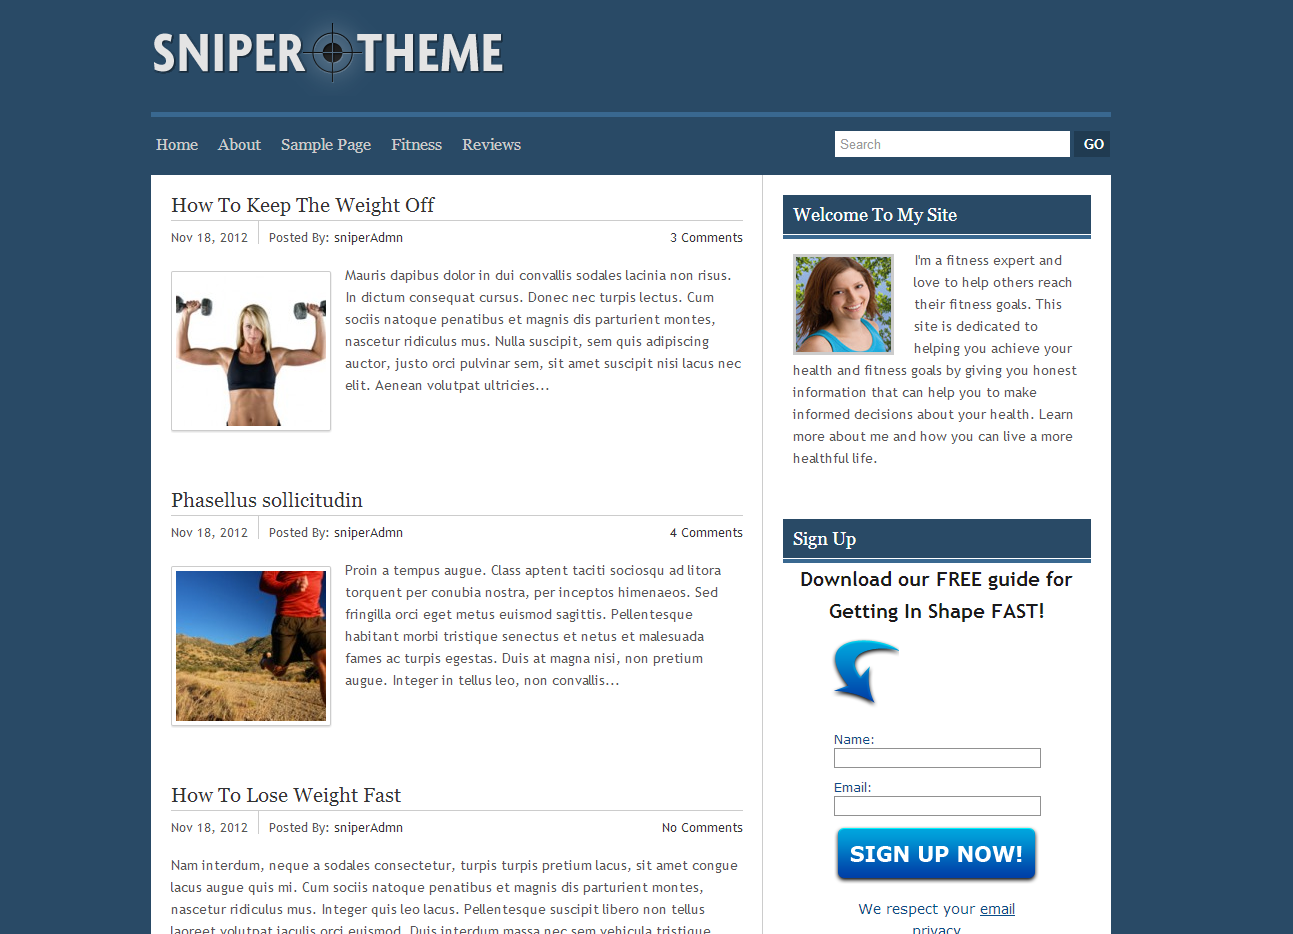 SNIPER THEME
Home About Sample Page Fitness Reviews
Search GO
How To Keep The Weight Off
Nov 18, 2012 Posted By: sniperAdmn 3 Comments
Mauris dapibus dolor in dui convallis sodales lacinia non risus.
In dictum consequat cursus. Donec nec turpis lectus. Cum
sociis natoque penatibus et magnis dis parturient montes,
nascetur ridiculus mus. Nulla suscipit, sem quis adipiscing
auctor, justo orci pulvinar sem, sit amet suscipit nisi lacus nec
elit. Aenean volutpat ultricies...
Phasellus sollicitudin
Nov 18, 2012 Posted By: sniperAdmn 4 Comments
Proin a tempus augue. Class aptent taciti sociosqu ad litora
torquent per conubia nostra, per inceptos himenaeos. Sed
fringilla orci eget metus euismod sagittis. Pellentesque
habitant morbi tristique senectus et netus et malesuada
fames ac turpis egestas. Duis at magna nisi, non pretium
augue. Integer in tellus leo, non convallis...
How To Lose Weight Fast
Nov 18, 2012 Posted By: sniperAdmn No Comments
Nam interdum, neque a sodales consectetur, turpis turpis pretium lacus, sit amet congue
lacus augue quis mi. Cum sociis natoque penatibus et magnis dis parturient montes,
nascetur ridiculus mus. Integer quis leo lacus. Pellentesque suscipit libero non tellus
laoreet volutpat iaculis orci euismod. Duis interdum massa nec sem vehicula tristique
Welcome To My Site
I'm a fitness expert and
love to help others reach
their fitness goals. This
site is dedicated to
helping you achieve your
health and fitness goals by giving you honest
information that can help you to make
informed decisions about your health. Learn
more about me and how you can live a more
healthful life.
Sign Up
Download our FREE guide for
Getting In Shape FAST!
Name:
Email:
SIGN UP NOW!
We respect your email
privacy